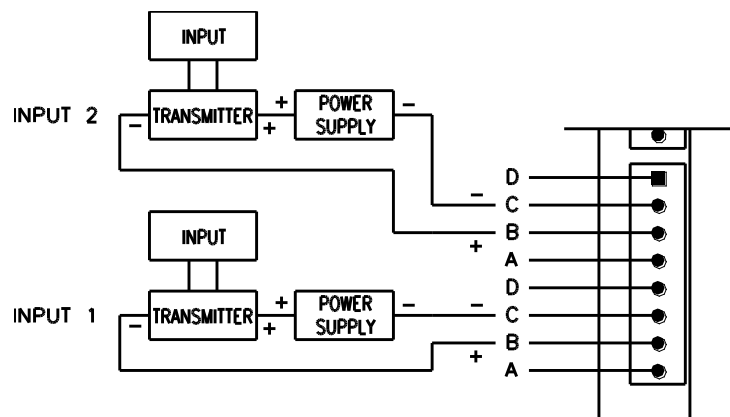 INPUT
INPUT 2
− TRANSMITTER + +
POWER
SUPPLY −
D
− C
+ B
A
INPUT
D
INPUT 1
− TRANSMITTER + +
POWER
SUPPLY −
− C
+ B
A